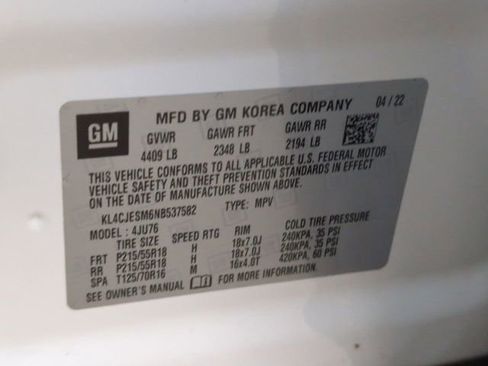 GM
MFD BY GM KOREA COMPANY 04 / 22
GVWR GAWR FRT GAWR RR
4409 LB 2348 LB 2194 LB
THIS VEHICLE CONFORMS TO ALL APPLICABLE U.S. FEDERAL MOTOR
VEHICLE SAFETY AND THEFT PREVENTION STANDARDS IN EFFECT
ON THE DATE OF MANUFACTURE SHOWN ABOVE.
KL4CJESM6NB537582 TYPE: MPV
MODEL : 4JU76
TIRE SIZE SPEED RTG RIM COLD TIRE PRESSURE
FRT P215/55R18 H 18x7.0J 240KPA, 35 PSI
RR P215/55R18 H 18x7.0J 240KPA, 35 PSI
SPA T125/70R16 M 16x4.0T 420KPA, 60 PSI
SEE OWNER'S MANUAL FOR MORE INFORMATION.